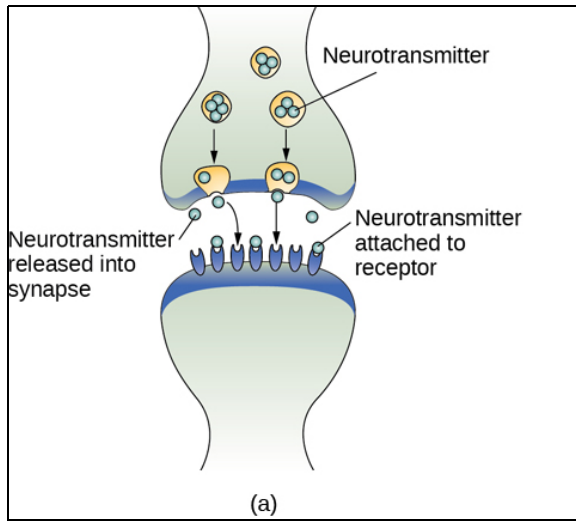 Neurotransmitter
Neurotransmitter
released into
synapse
Neurotransmitter
attached to
receptor
(a)